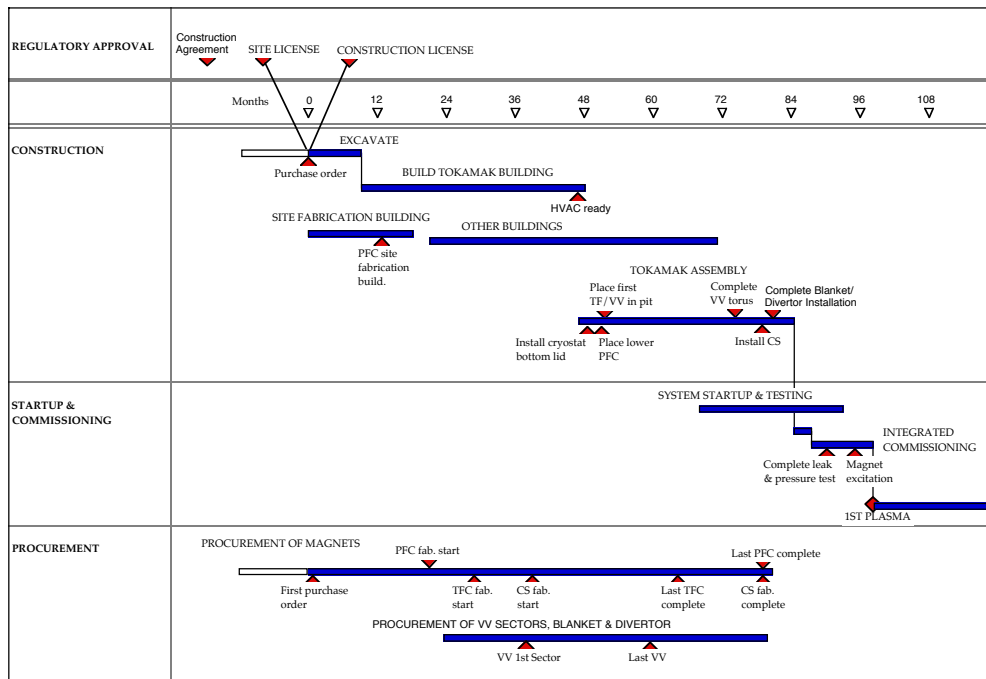 REGULATORY APPROVAL
Construction
Agreement
SITE LICENSE
CONSTRUCTION LICENSE
Months
0
12
24
36
48
60
72
84
96
108
CONSTRUCTION
EXCAVATE
Purchase order
BUILD TOKAMAK BUILDING
HVAC ready
SITE FABRICATION BUILDING
OTHER BUILDINGS
PFC site
fabrication
build.
TOKAMAK ASSEMBLY
Place first
TF/VV in pit
Complete
VV torus
Complete Blanket/
Divertor Installation
Install cryostat
bottom lid
Place lower
PFC
Install CS
STARTUP &
COMMISSIONING
SYSTEM STARTUP & TESTING
INTEGRATED
COMMISSIONING
Complete leak
& pressure test
Magnet
excitation
1ST PLASMA
PROCUREMENT
PROCUREMENT OF MAGNETS
PFC fab. start
Last PFC complete
First purchase
order
TFC fab.
start
CS fab.
start
Last TFC
complete
CS fab.
complete
PROCUREMENT OF VV SECTORS, BLANKET & DIVERTOR
VV 1st Sector
Last VV